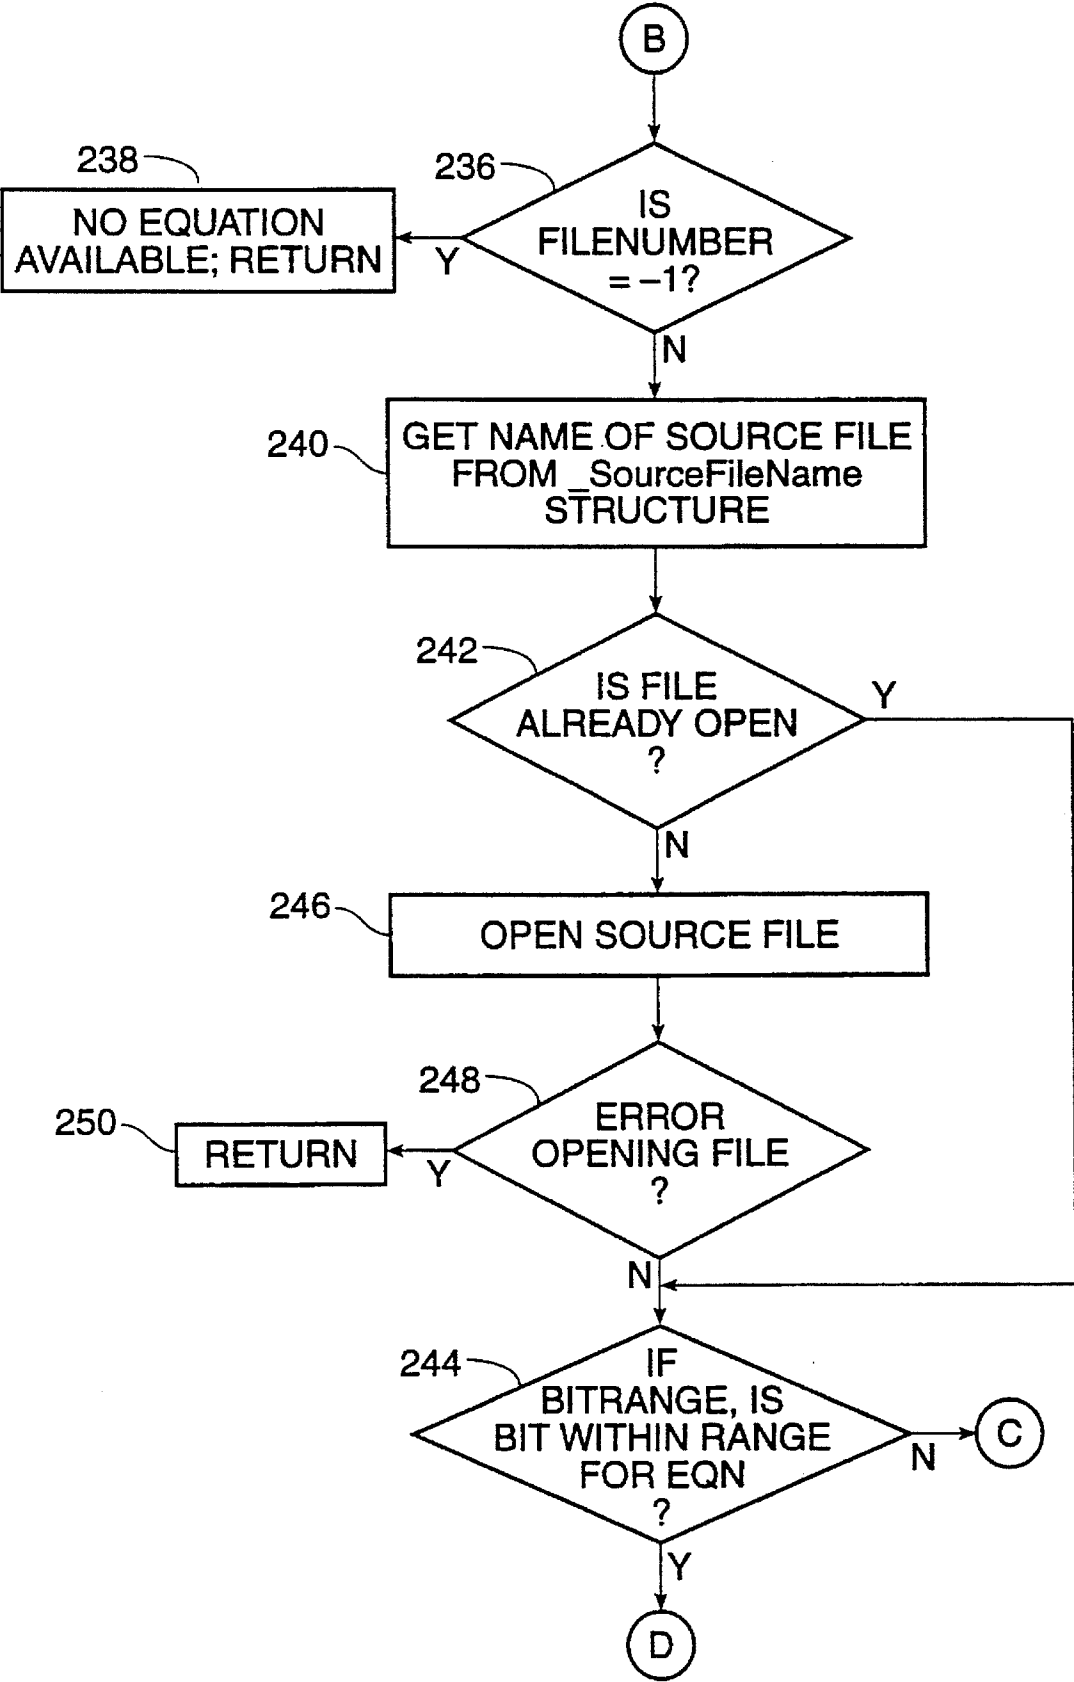 B
238
236
NO EQUATION
AVAILABLE; RETURN
Y
IS
FILENUMBER
= –1?
N
240
GET NAME OF SOURCE FILE
FROM _SourceFileName
STRUCTURE
242
IS FILE
ALREADY OPEN
?
Y
N
246
OPEN SOURCE FILE
248
ERROR
OPENING FILE
?
250
RETURN
Y
N
244
IF
BITRANGE, IS
BIT WITHIN RANGE
FOR EQN
?
N
C
Y
D